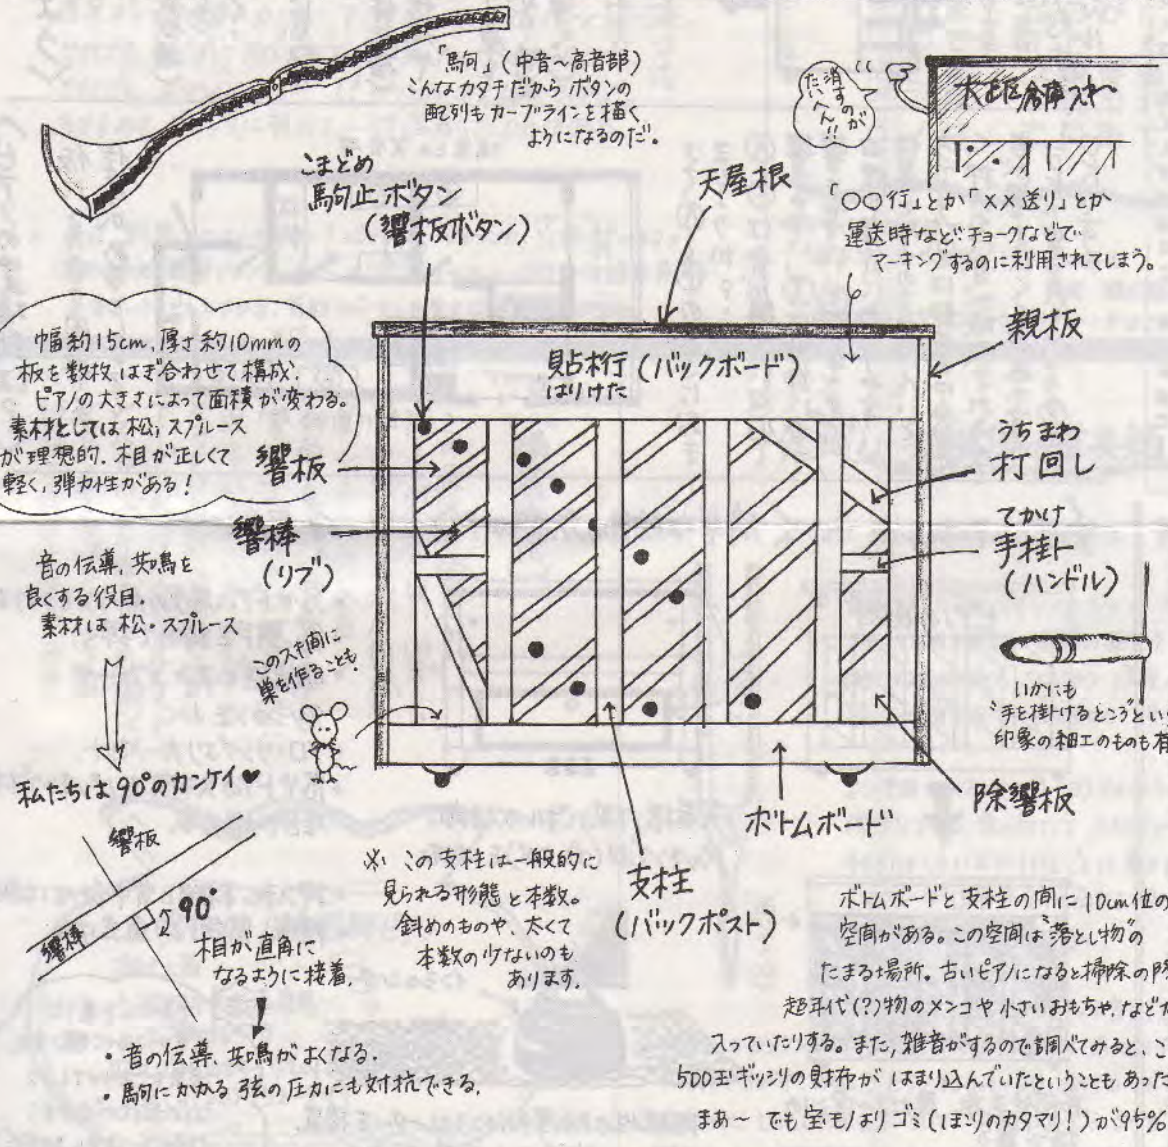 「駒」(中音〜高音部)
こんなカタチだから ボタンの
配列も カーブラインを描く
ようになるのだ。
消すのが
たいへん!!
大正区倉庫
「○○行」とか「××送り」とか
運送時など、チョークなどで
マーキングするのに利用されてしまう。
こまどめ
駒止ボタン
(響板ボタン)
天屋根
親板
幅約15cm、厚さ約10mmの
板を数枚はぎ合わせて構成。
ピアノの大きさによって面積が変わる。
素材としては 松、スプルース
が理想的。木目が正しくて
軽く、弾力性がある!
貼桁(バックボード)
はりけた
響板
うちまわ
打回し
響棒
(リブ)
てかけ
手掛ト
(ハンドル)
音の伝導、共鳴を
良くする役目。
素材は 松・スプルース
このスキ間に
巣を作ることも
いかにも
“手を掛けるところ”とい
印象の細工のものも有
私たちは 90°のカンケイ♥
除響板
ボトムボード
支柱
(バックポスト)
響板
響棒
90°
木目が直角に
なるように接着。
※ この支柱は一般的に
見られる形態と本数。
斜めのものや、太くて
本数の少ないのも
あります。
・音の伝導、共鳴がよくなる。
・駒にかかる 弦の圧力にも対抗できる。
ボトムボードと支柱の間に10cm位の
空間がある。この空間は“落とし物”の
たまる場所。古いピアノになると掃除の際
超年代(?)物のメンコや小さいおもちゃ、などが
入っていたりする。また、雑音がするので調べてみると、こ
500玉ギッシリの財布が はまり込んでいたということもあった
まあ〜 でも 宝モノよりゴミ(ほこりのカタマリ!)が95%